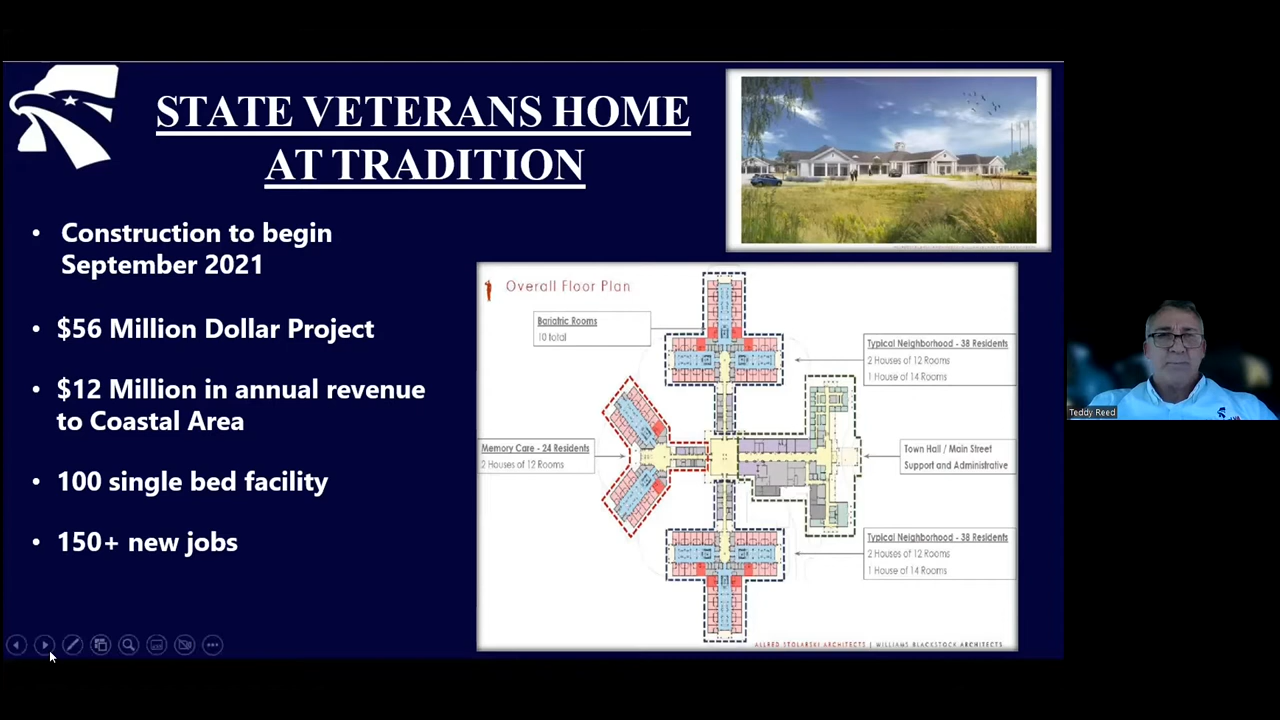 STATE VETERANS HOME
AT TRADITION
• Construction to begin
September 2021
• $56 Million Dollar Project
• $12 Million in annual revenue
to Coastal Area
• 100 single bed facility
• 150+ new jobs
Overall Floor Plan
Bariatric Rooms
10 total
Typical Neighborhood - 38 Residents
2 Houses of 12 Rooms
1 House of 14 Rooms
Memory Care - 24 Residents
2 Houses of 12 Rooms
Town Hall / Main Street
Support and Administrative
Typical Neighborhood - 38 Residents
2 Houses of 12 Rooms
1 House of 14 Rooms
ALLRED STOLARSKI ARCHITECTS | WILLIAMS BLACKSTOCK ARCHITECTS
Teddy Reed